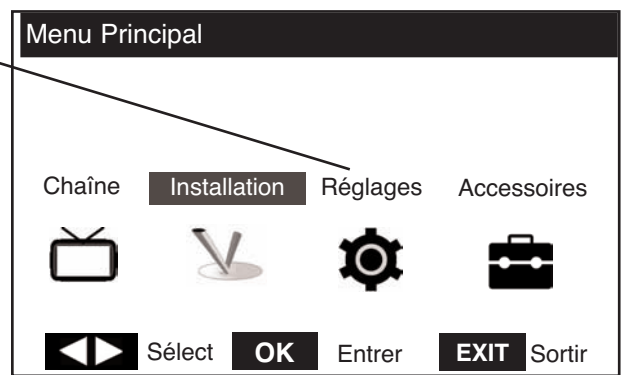 Menu Principal
Chaîne Installation Réglages Accessoires
Sélect OK Entrer EXIT Sortir